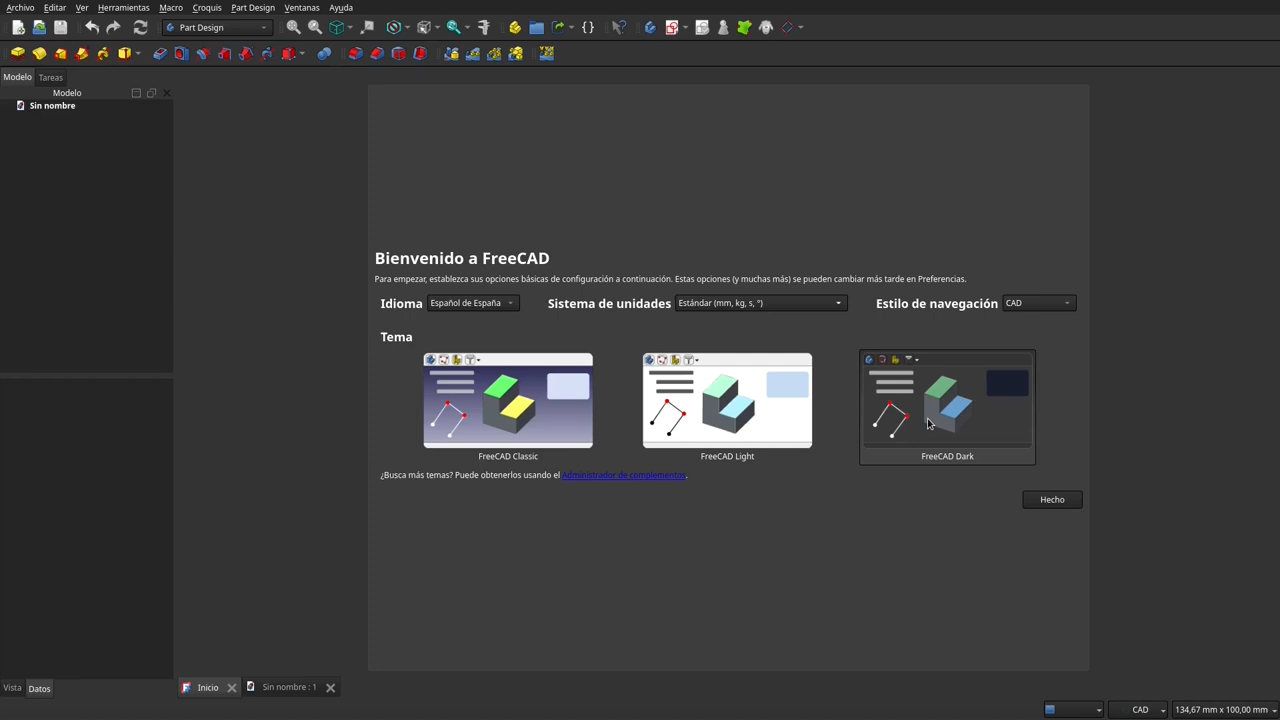 Archivo Editar Ver Herramientas Macro Croquis Part Design Ventanas Ayuda
Part Design
Modelo Tareas
Modelo
Sin nombre
Bienvenido a FreeCAD
Para empezar, establezca sus opciones básicas de configuración a continuación. Estas opciones (y muchas más) se pueden cambiar más tarde en Preferencias.
Idioma Español de España Sistema de unidades Estándar (mm, kg, s, °) Estilo de navegación CAD
Tema
FreeCAD Classic FreeCAD Light FreeCAD Dark
¿Busca más temas? Puede obtenerlos usando el Administrador de complementos.
Hecho
Vista Datos Inicio Sin nombre : 1
CAD 134,67 mm x 100,00 mm